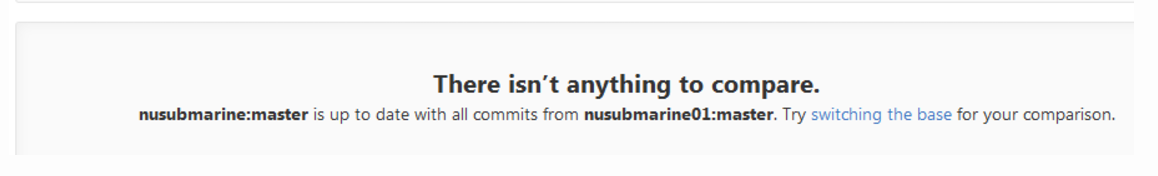 There isn’t anything to compare.
nusubmarine:master is up to date with all commits from nusubmarine01:master. Try switching the base for your comparison.